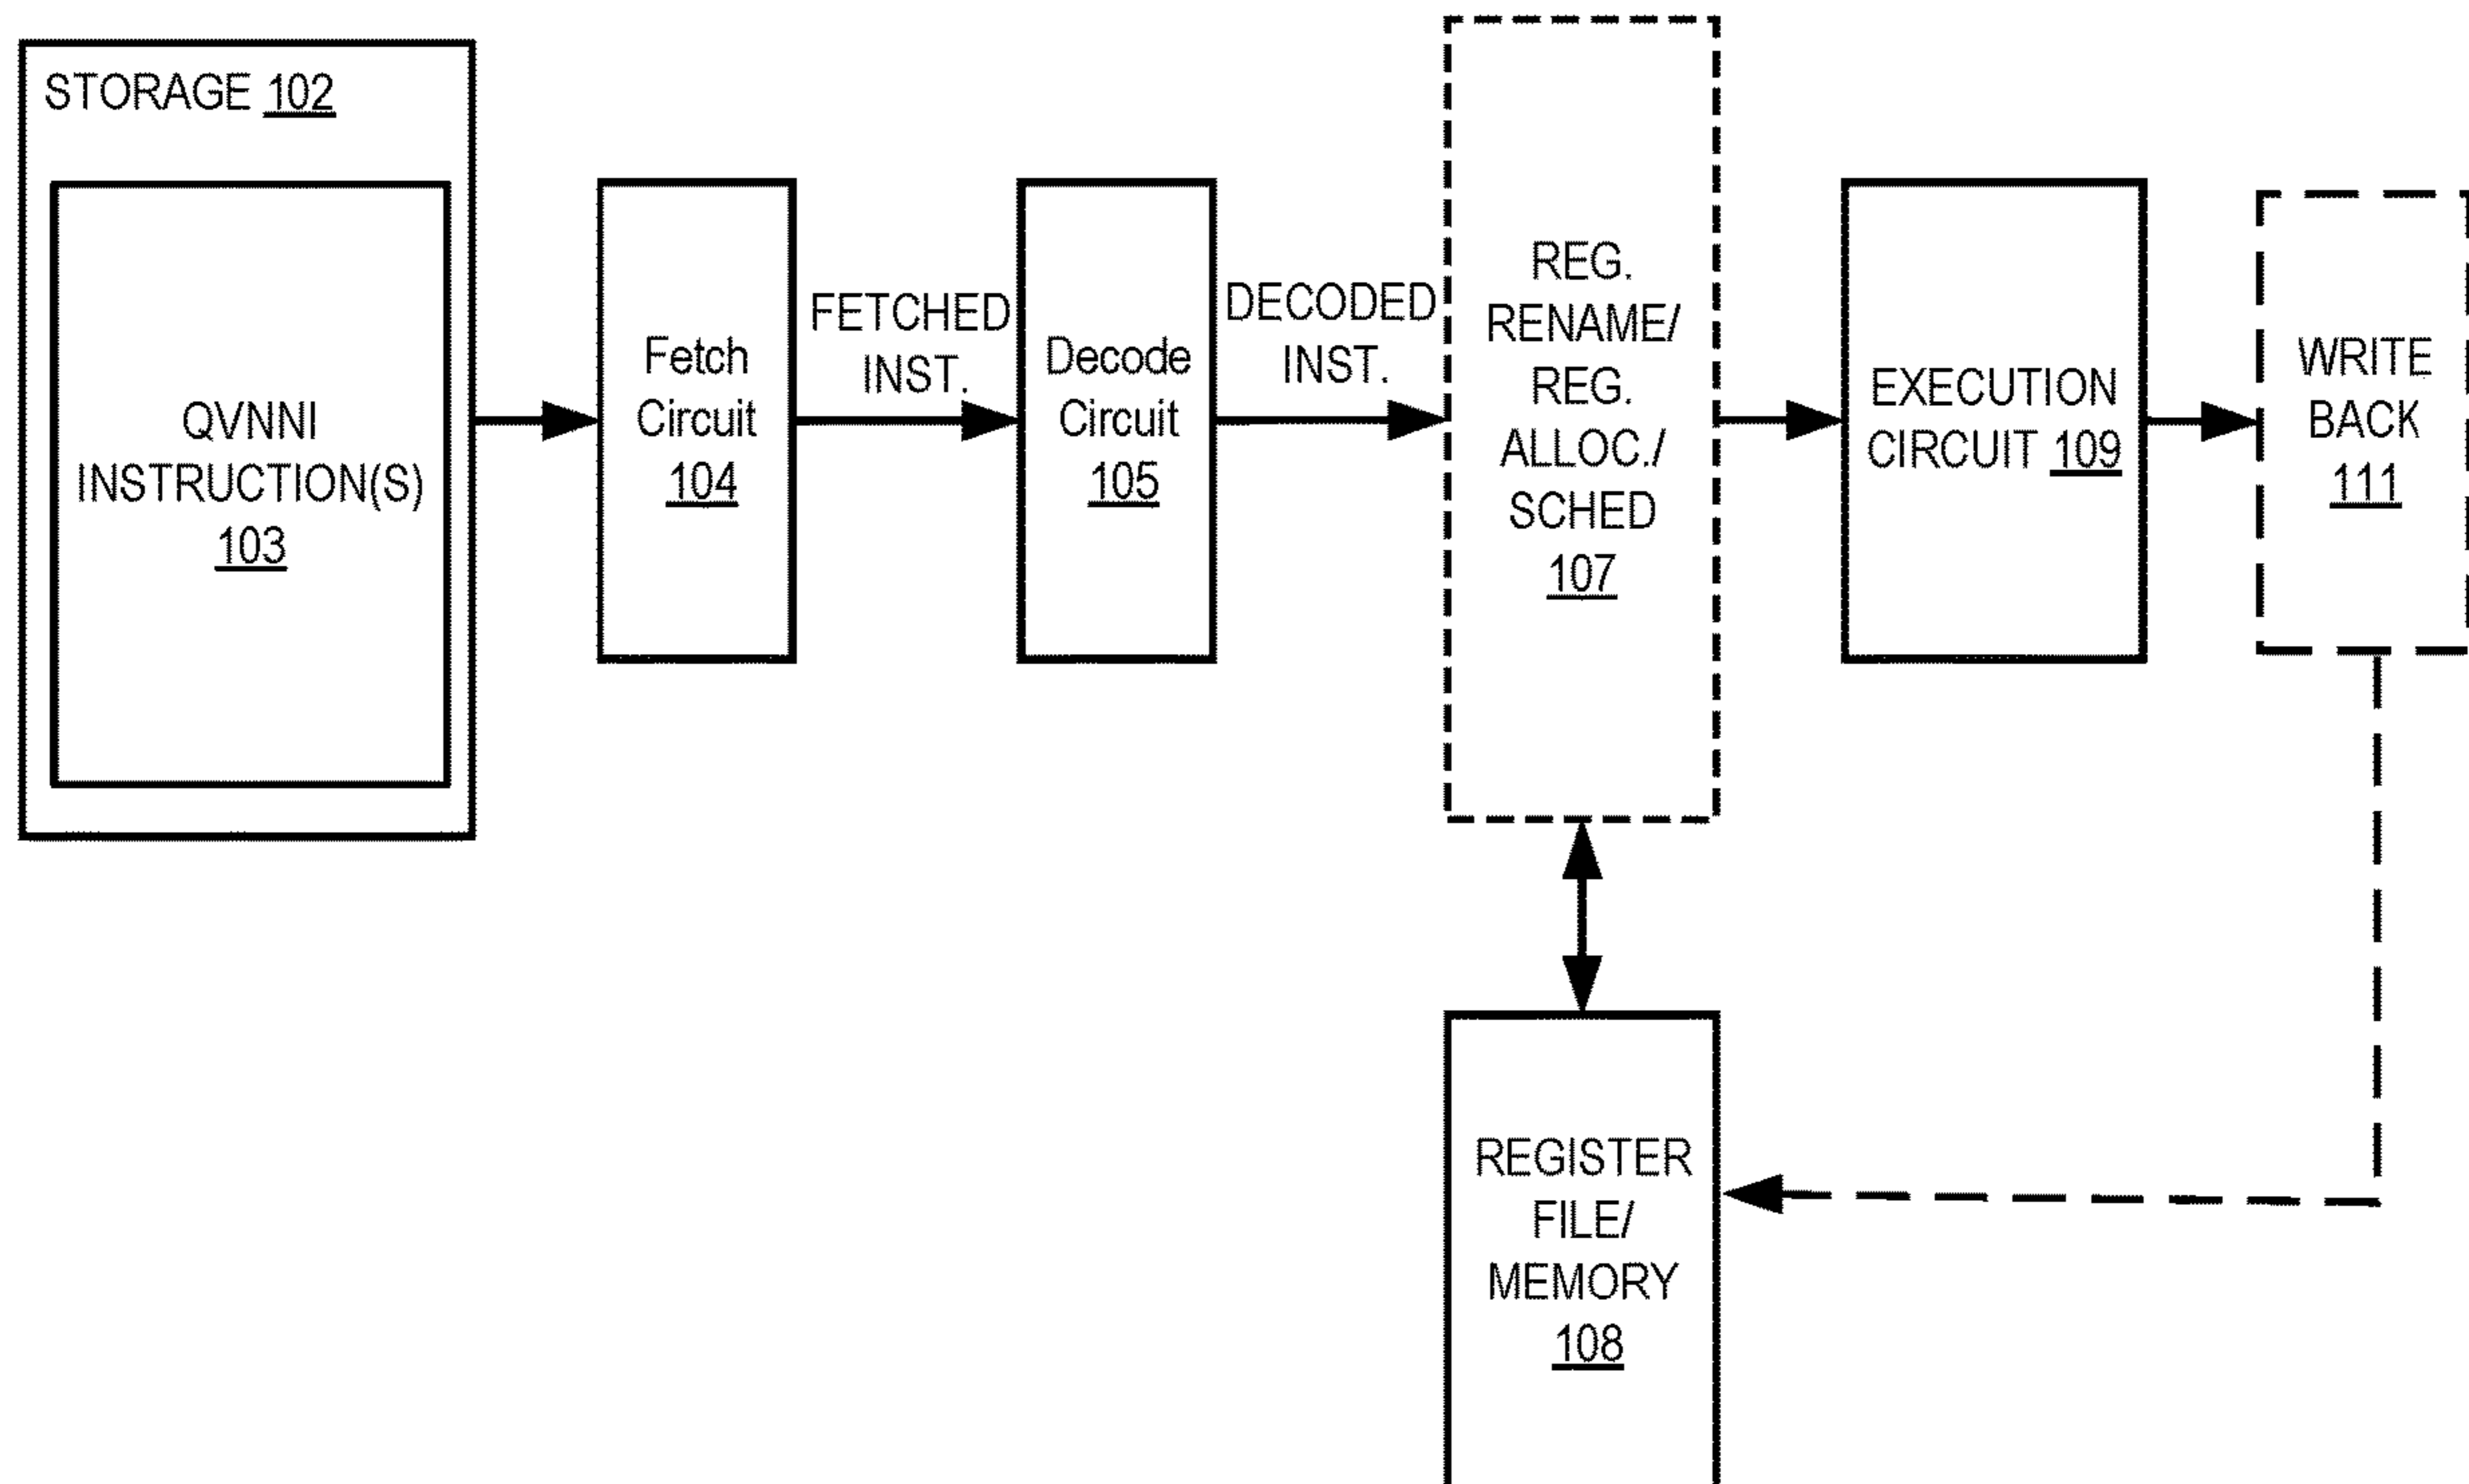 STORAGE 102
QVNNI
INSTRUCTION(S)
103
Fetch
Circuit
104
FETCHED
INST.
Decode
Circuit
105
DECODED
INST.
REG.
RENAME/
REG.
ALLOC./
SCHED
107
EXECUTION
CIRCUIT 109
WRITE
BACK
111
REGISTER
FILE/
MEMORY
108